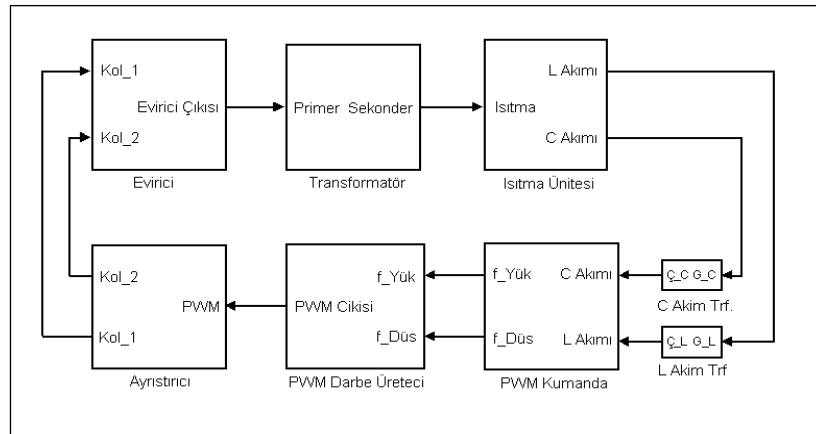 Kol_1
Evirici Çıkısı
Kol_2
Evirici
Primer Sekonder
Transformatör
L Akımı
Isıtma
C Akımı
Isıtma Ünitesi
Kol_2
PWM
Kol_1
Ayrıstırıcı
f_Yük
PWM Cikisi
f_Düs
PWM Darbe Üreteci
f_Yük
C Akımı
f_Düs
L Akımı
PWM Kumanda
Ç_C G_C
C Akim Trf.
Ç_L G_L
L Akim Trf